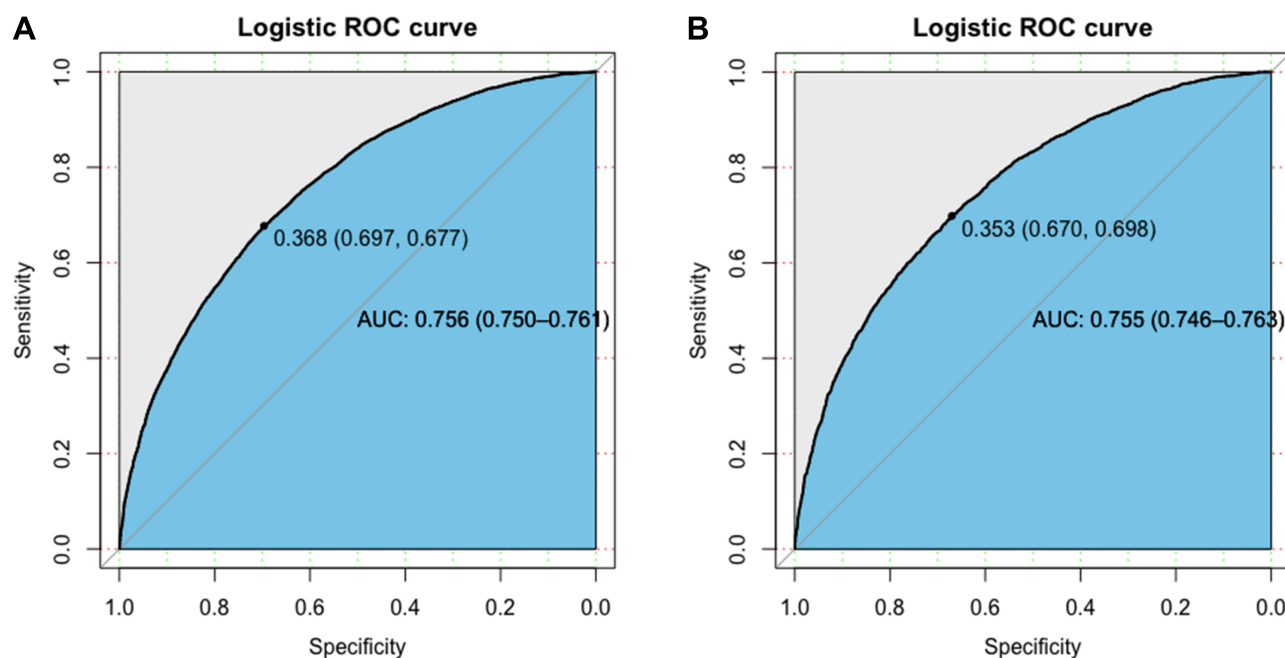 A
Logistic ROC curve
1.0
0.8
0.6
0.4
0.2
0.0
Sensitivity
0.368 (0.697, 0.677)
AUC: 0.756 (0.750–0.761)
1.0 0.8 0.6 0.4 0.2 0.0
Specificity
B
Logistic ROC curve
1.0
0.8
0.6
0.4
0.2
0.0
Sensitivity
0.353 (0.670, 0.698)
AUC: 0.755 (0.746–0.763)
1.0 0.8 0.6 0.4 0.2 0.0
Specificity